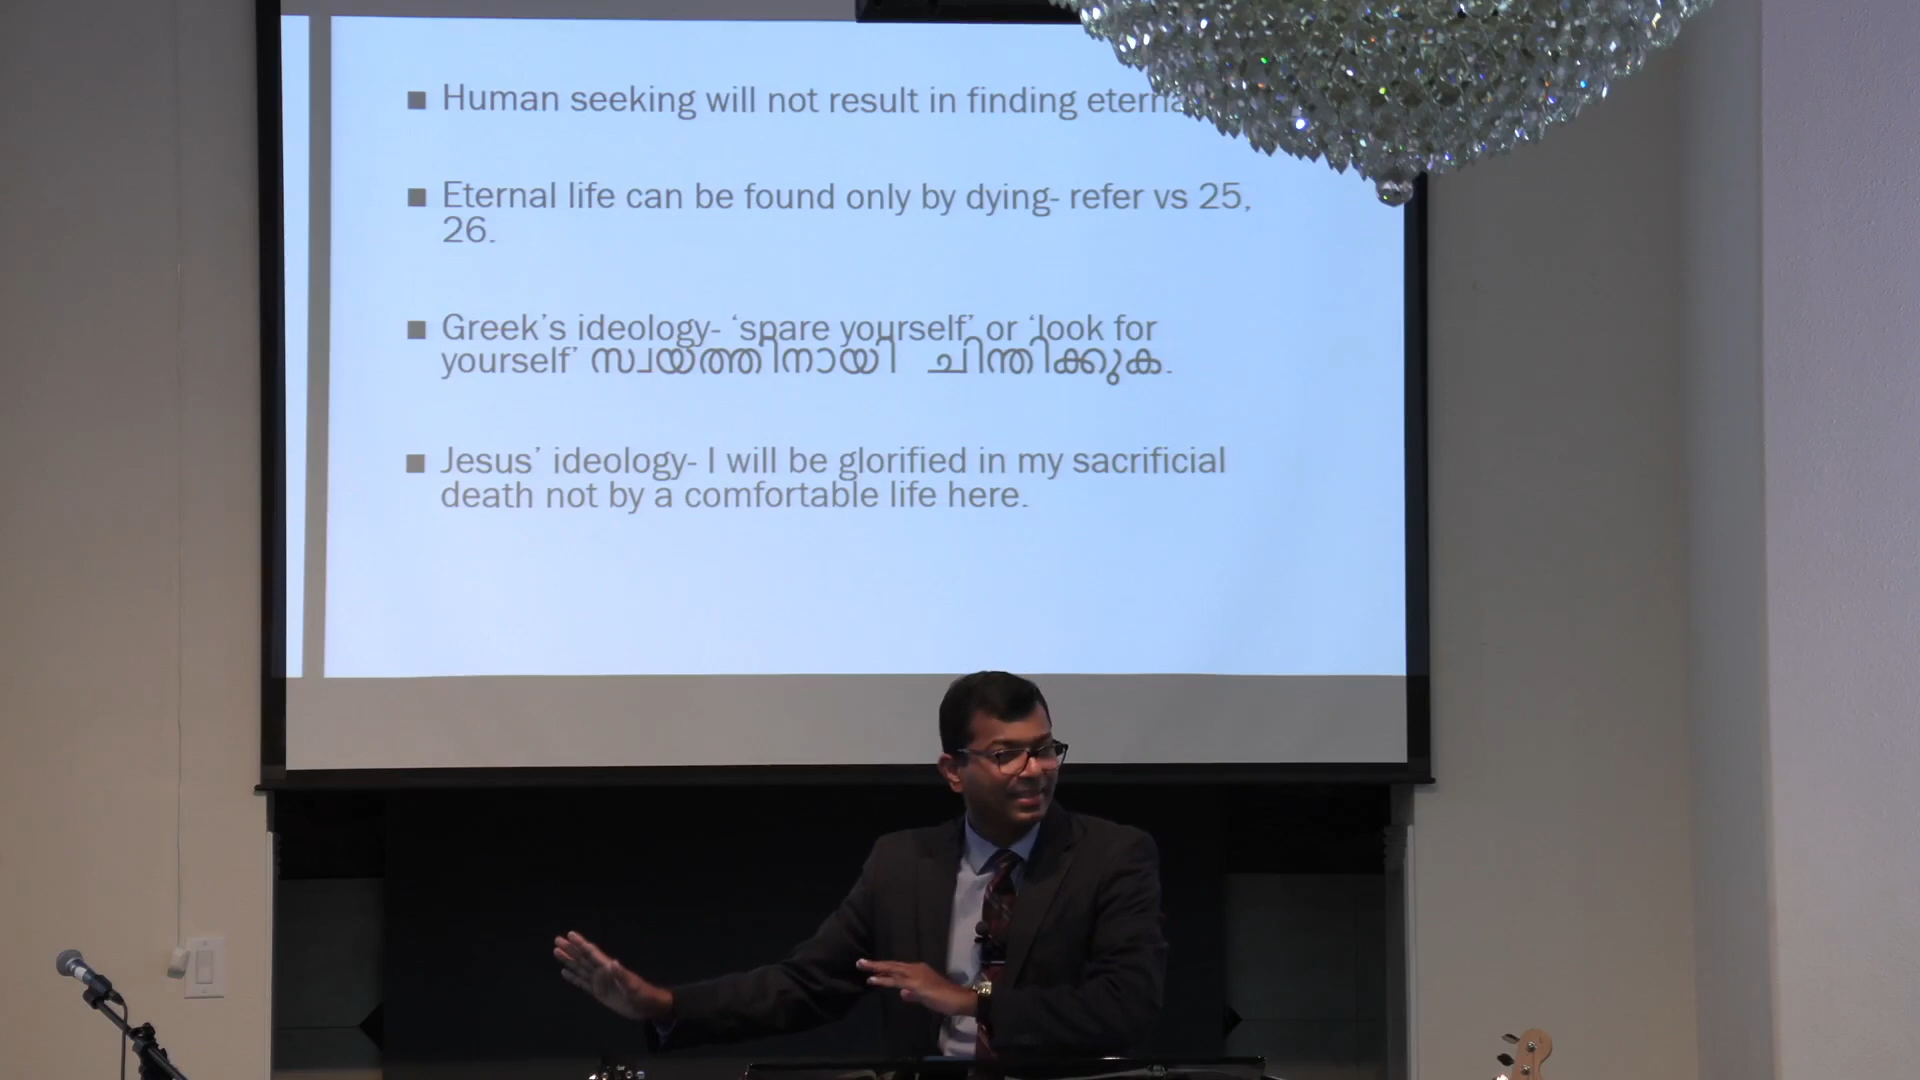 ■ Human seeking will not result in finding
■ Eternal life can be found only by dying- refer vs 25,
26.
■ Greek’s ideology- ‘spare yourself’ or ‘look for
yourself’ സ്വയത്തിനായി ചിന്തിക്കുക.
■ Jesus’ ideology- I will be glorified in my sacrificial
death not by a comfortable life here.